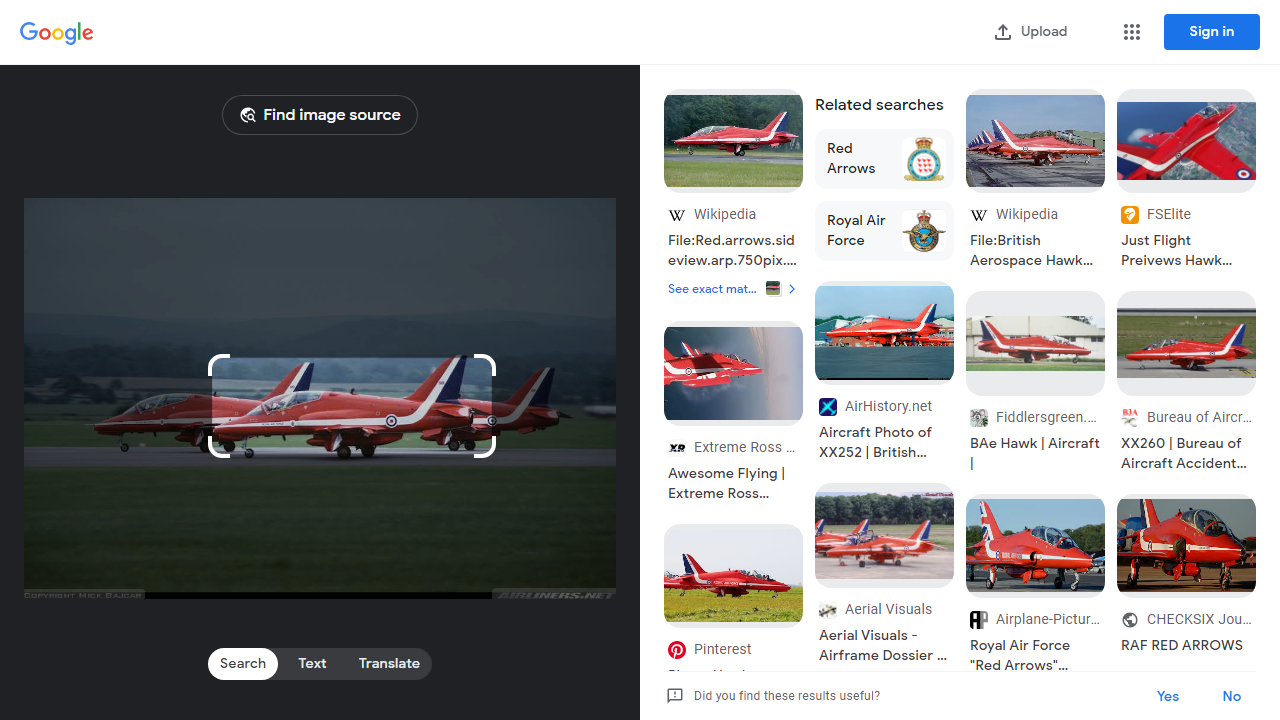 Google
Upload
Sign in
Find image source
COPYRIGHT MICK BAJCAR
AIRLINERS.NET
Search
Text
Translate
Wikipedia
File:Red.arrows.sid
eview.arp.750pix....
See exact mat...
Extreme Ross ...
Awesome Flying |
Extreme Ross...
Pinterest
Related searches
Red
Arrows
Royal Air
Force
AirHistory.net
Aircraft Photo of
XX252 | British...
Aerial Visuals
Aerial Visuals -
Airframe Dossier ...
Wikipedia
File:British
Aerospace Hawk...
Fiddlersgreen....
BAe Hawk | Aircraft
|
Airplane-Pictur...
Royal Air Force
"Red Arrows"...
FSElite
Just Flight
Preivews Hawk...
BJA
Bureau of Aircr...
XX260 | Bureau of
Aircraft Accident...
CHECKSIX Jou...
RAF RED ARROWS
Did you find these results useful?
Yes
No